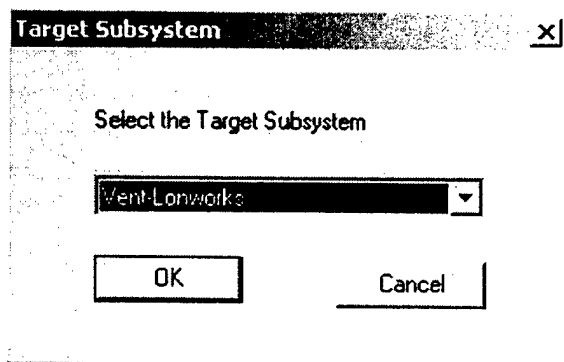 Target Subsystem
Select the Target Subsystem
Vent-Lonworks
OK
Cancel